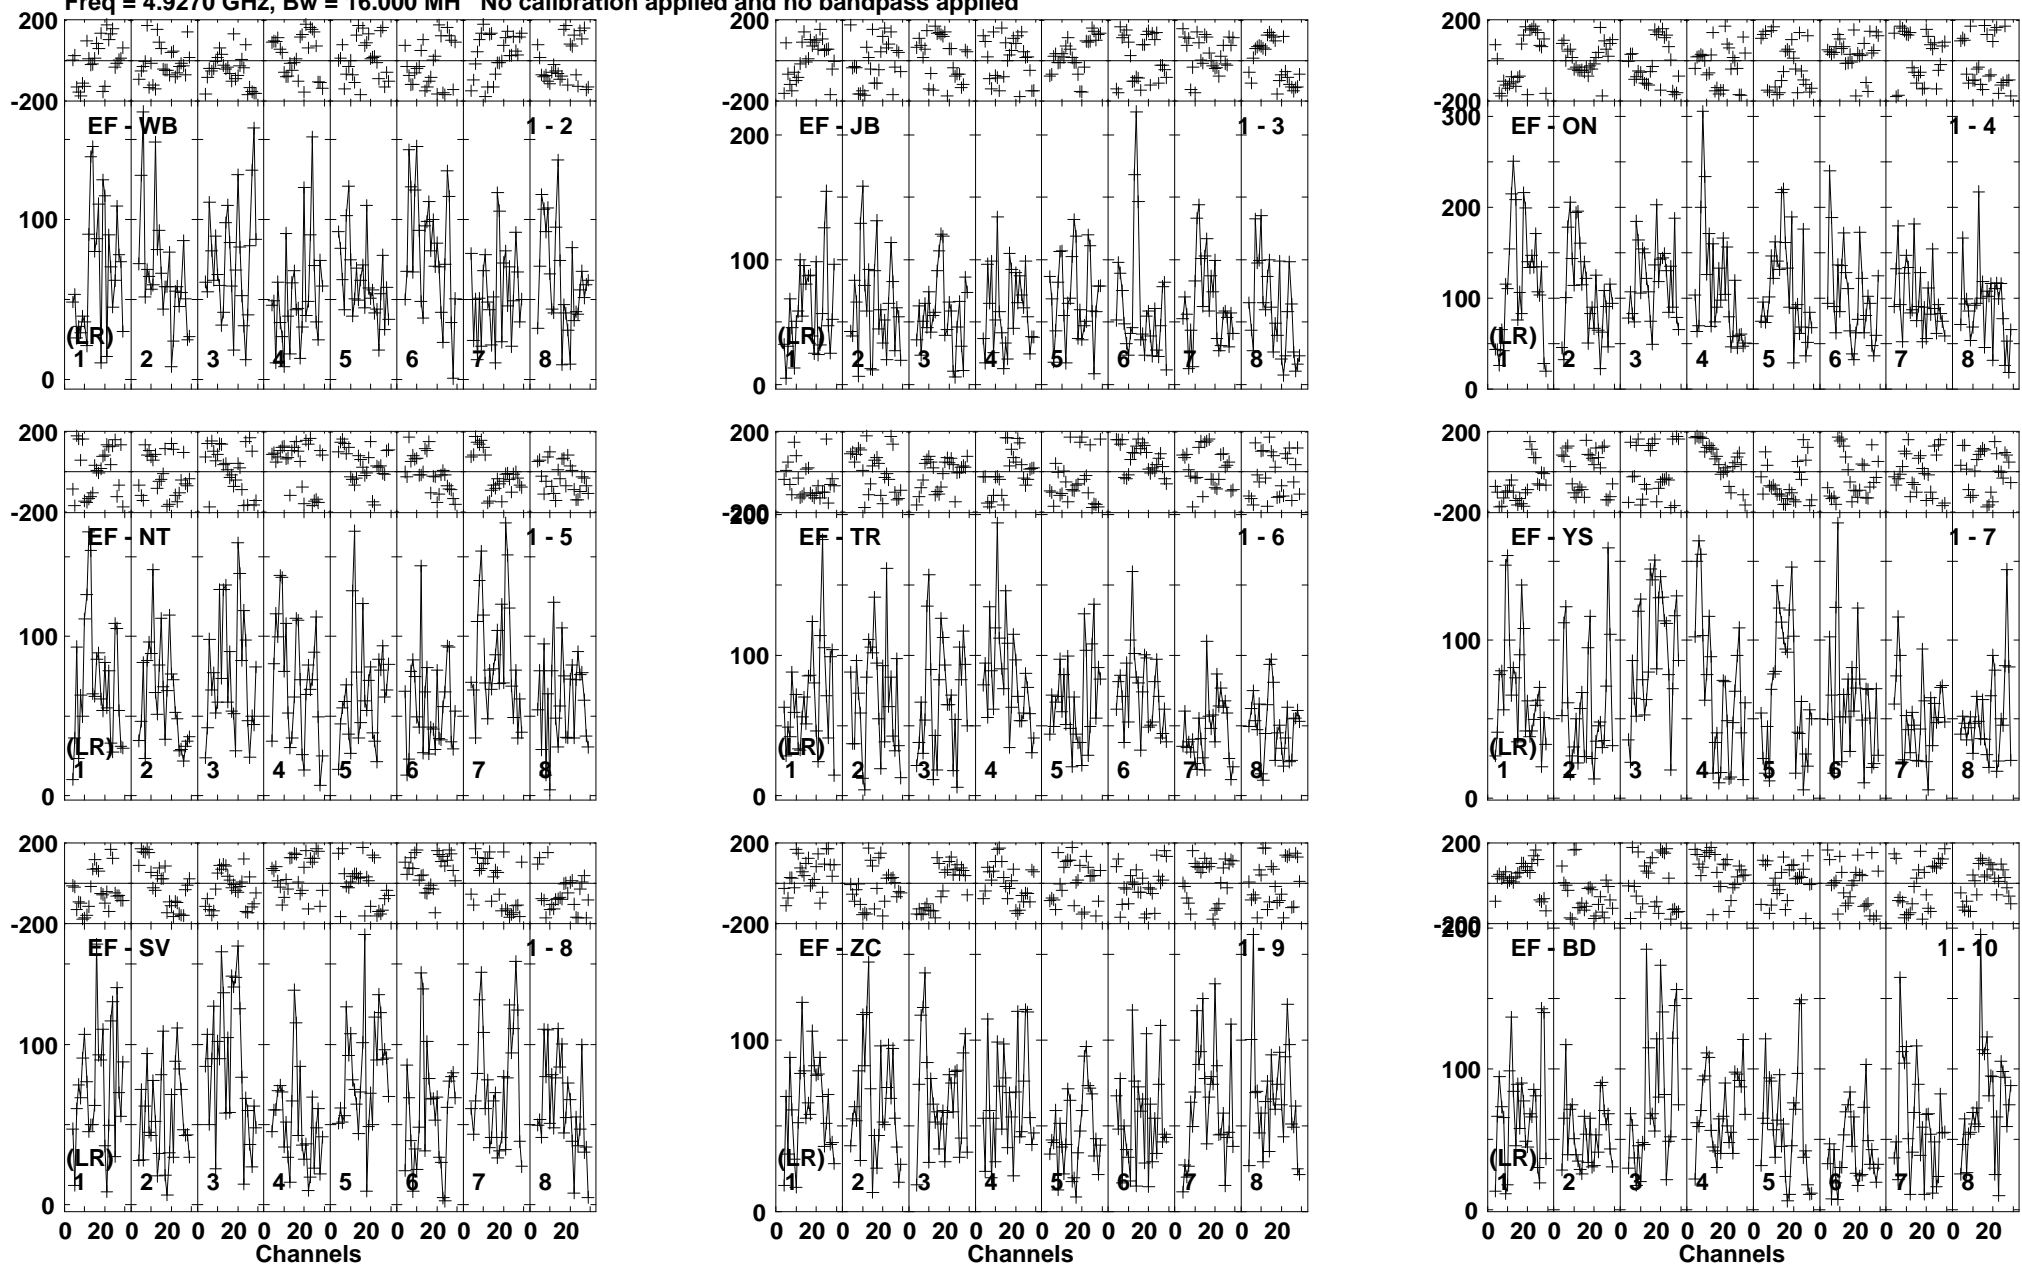 Freq = 4.9270 GHz, Bw = 16.000 MH No calibration applied and no bandpass applied
200 200 200
-200 -200 -200
EF - WB 1 - 2 EF - JB 1 - 3 EF - ON 1 - 4
300
200 200
100 100 100
(LR) (LR) (LR)
1 2 3 4 5 6 7 8 1 2 3 4 5 6 7 8 1 2 3 4 5 6 7 8
0 0 0
200 200 200
-200 -200 -200
200
EF - NT 1 - 5 EF - TR 1 - 6 EF - YS 1 - 7
100 100 100
(LR) (LR) (LR)
1 2 3 4 5 6 7 8 1 2 3 4 5 6 7 8 1 2 3 4 5 6 7 8
0 0 0
200 200 200
-200 -200 -200
200
EF - SV 1 - 8 EF - ZC 1 - 9 EF - BD 1 - 10
100 100 100
(LR) (LR) (LR)
1 2 3 4 5 6 7 8 1 2 3 4 5 6 7 8 1 2 3 4 5 6 7 8
0 0 0
0 20 0 20 0 20 0 20 0 20 0 20 0 20 0 20 0 20 0 20 0 20 0 20 0 20 0 20 0 20 0 20 0 20 0 20 0 20 0 20 0 20 0 20 0 20 0 20
Channels Channels Channels